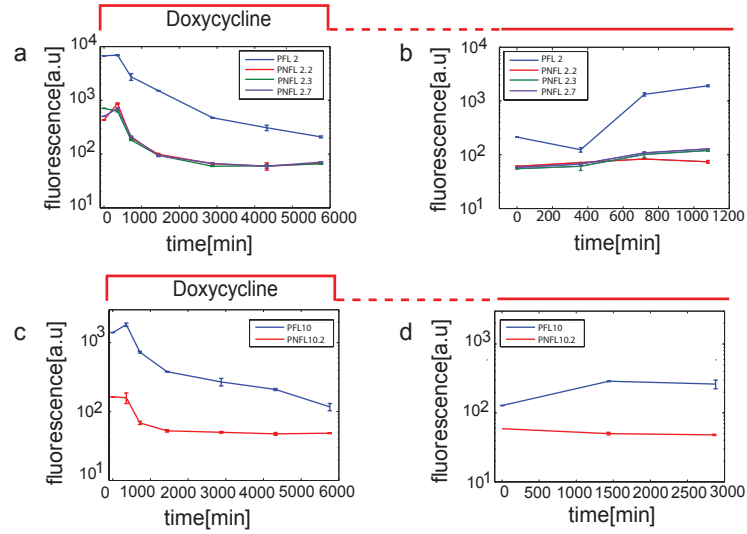 Doxycycline
a
fluorescence[a.u]
10^4
10^3
10^2
10^1
PFL 2
PNFL 2.2
PNFL 2.3
PNFL 2.7
0 1000 2000 3000 4000 5000 6000
time[min]
b
fluorescence[a.u]
10^4
10^3
10^2
10^1
PFL 2
PNFL 2.2
PNFL 2.3
PNFL 2.7
0 200 400 600 800 1000 1200
time[min]
Doxycycline
c
fluorescence[a.u]
10^3
10^2
10^1
PFL10
PNFL10.2
0 1000 2000 3000 4000 5000 6000
time[min]
d
fluorescence[a.u]
10^3
10^2
10^1
PFL10
PNFL10.2
0 500 1000 1500 2000 2500 3000
time[min]